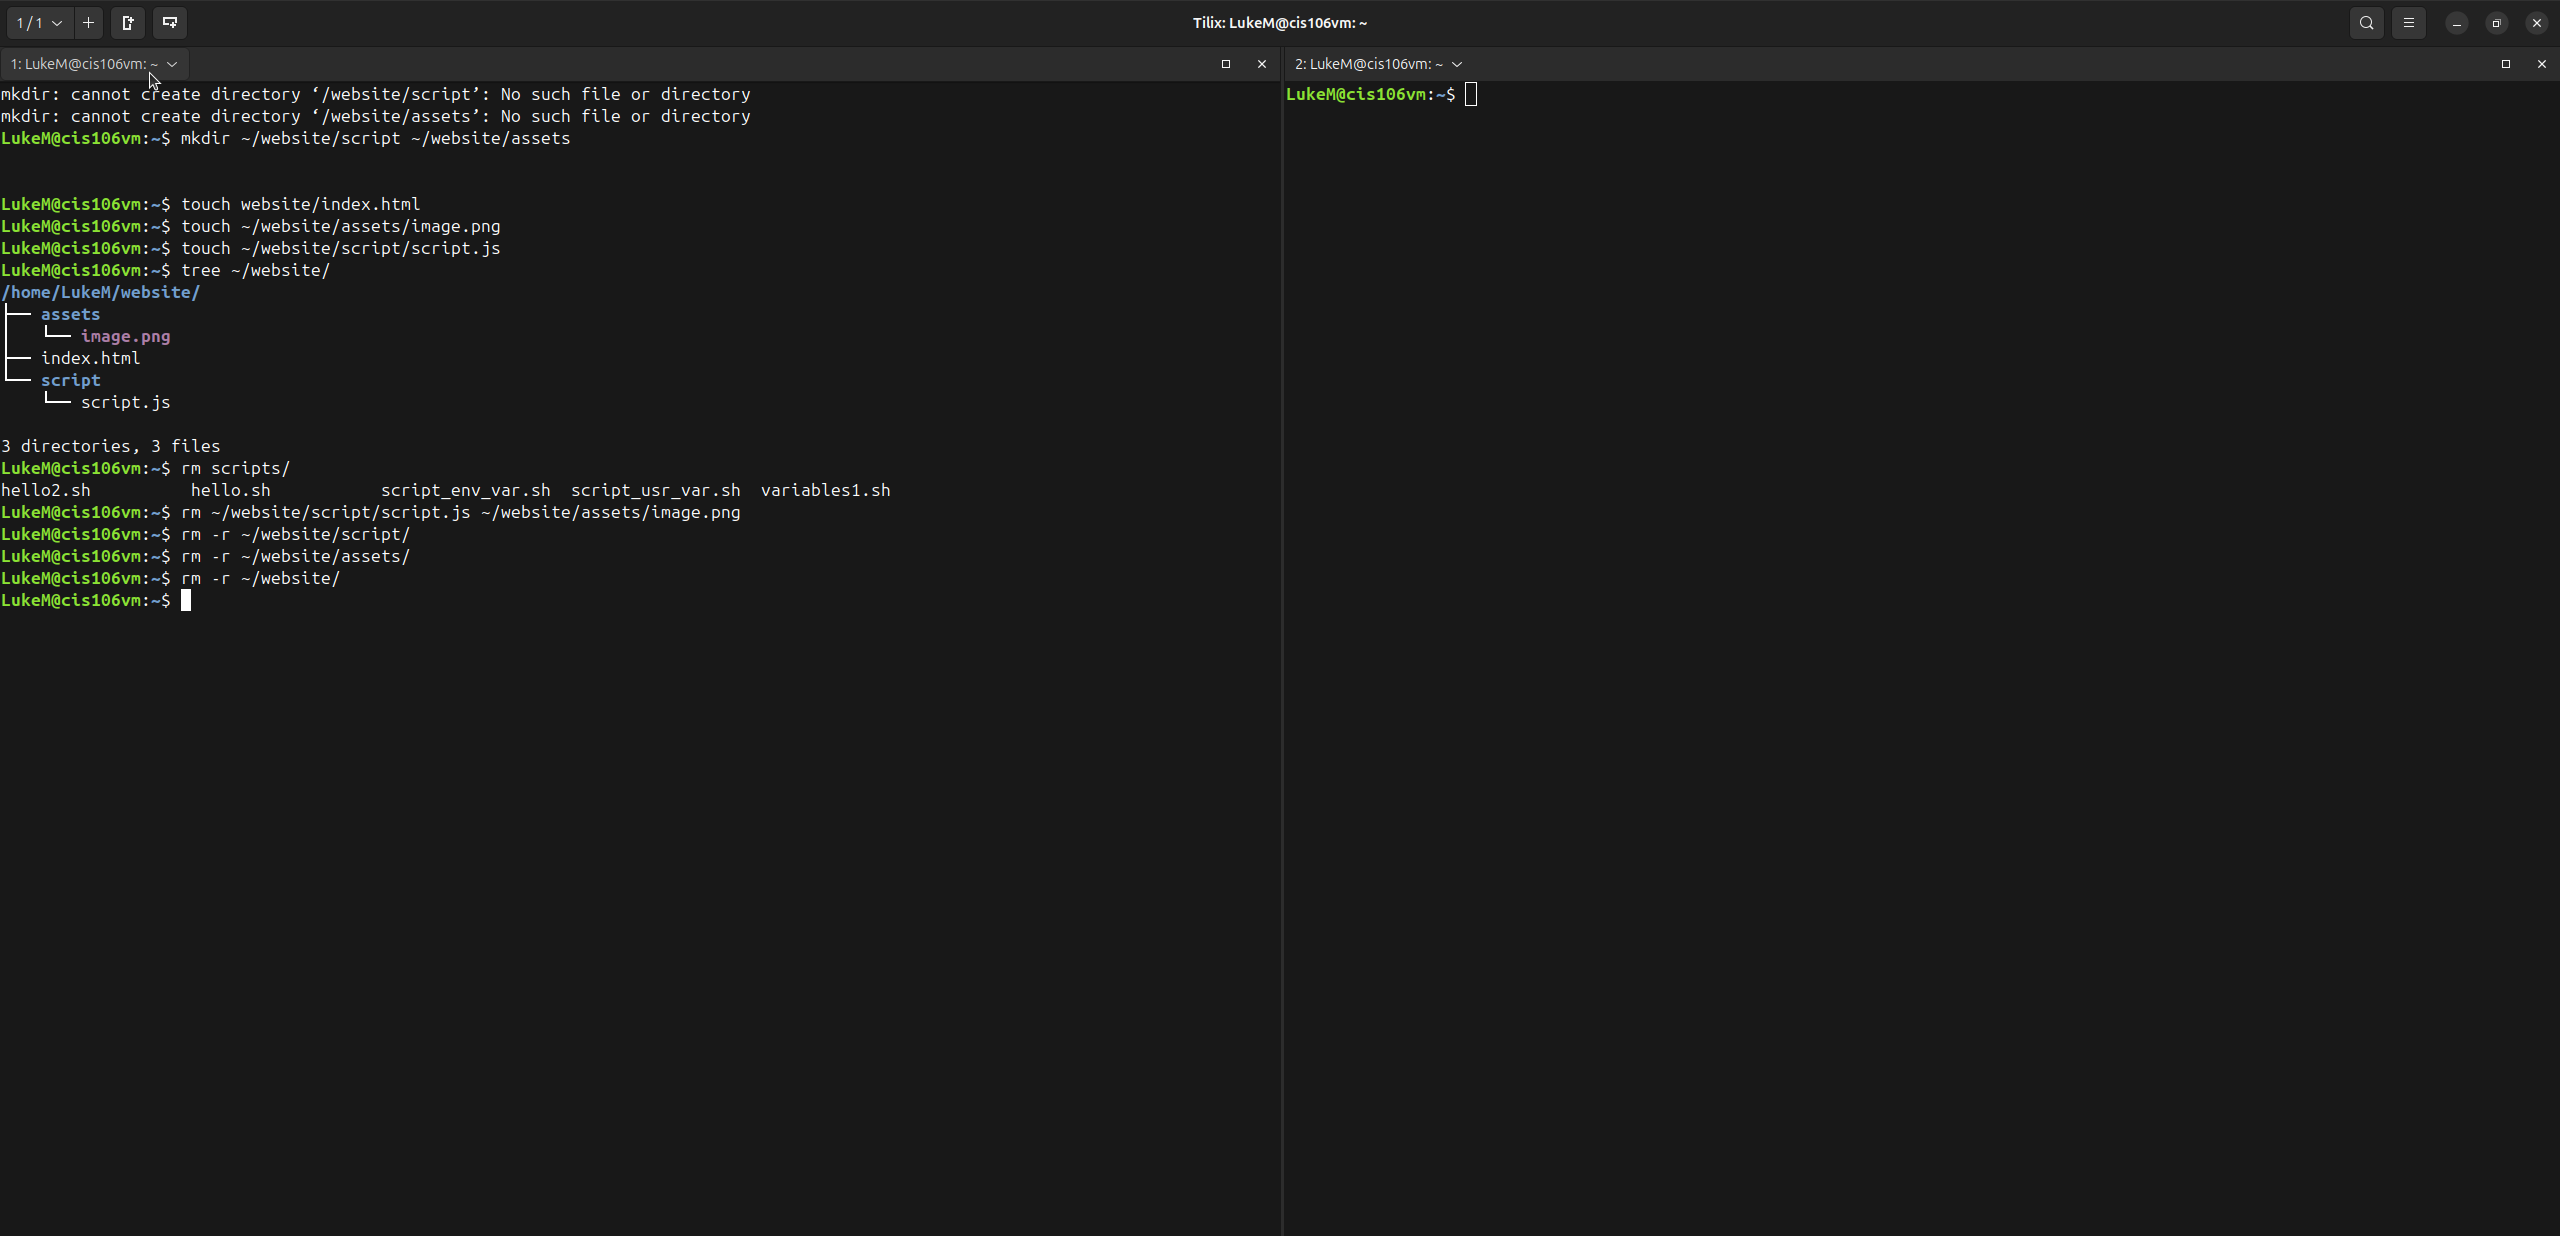 1 / 1
Tilix: LukeM@cis106vm: ~
1: LukeM@cis106vm: ~
mkdir: cannot create directory ‘/website/script’: No such file or directory
mkdir: cannot create directory ‘/website/assets’: No such file or directory
LukeM@cis106vm:~$ mkdir ~/website/script ~/website/assets
LukeM@cis106vm:~$ touch website/index.html
LukeM@cis106vm:~$ touch ~/website/assets/image.png
LukeM@cis106vm:~$ touch ~/website/script/script.js
LukeM@cis106vm:~$ tree ~/website/
/home/LukeM/website/
├── assets
│   └── image.png
├── index.html
└── script
    └── script.js
3 directories, 3 files
LukeM@cis106vm:~$ rm scripts/
hello2.sh          hello.sh           script_env_var.sh  script_usr_var.sh  variables1.sh
LukeM@cis106vm:~$ rm ~/website/script/script.js ~/website/assets/image.png
LukeM@cis106vm:~$ rm -r ~/website/script/
LukeM@cis106vm:~$ rm -r ~/website/assets/
LukeM@cis106vm:~$ rm -r ~/website/
LukeM@cis106vm:~$
2: LukeM@cis106vm: ~
LukeM@cis106vm:~$